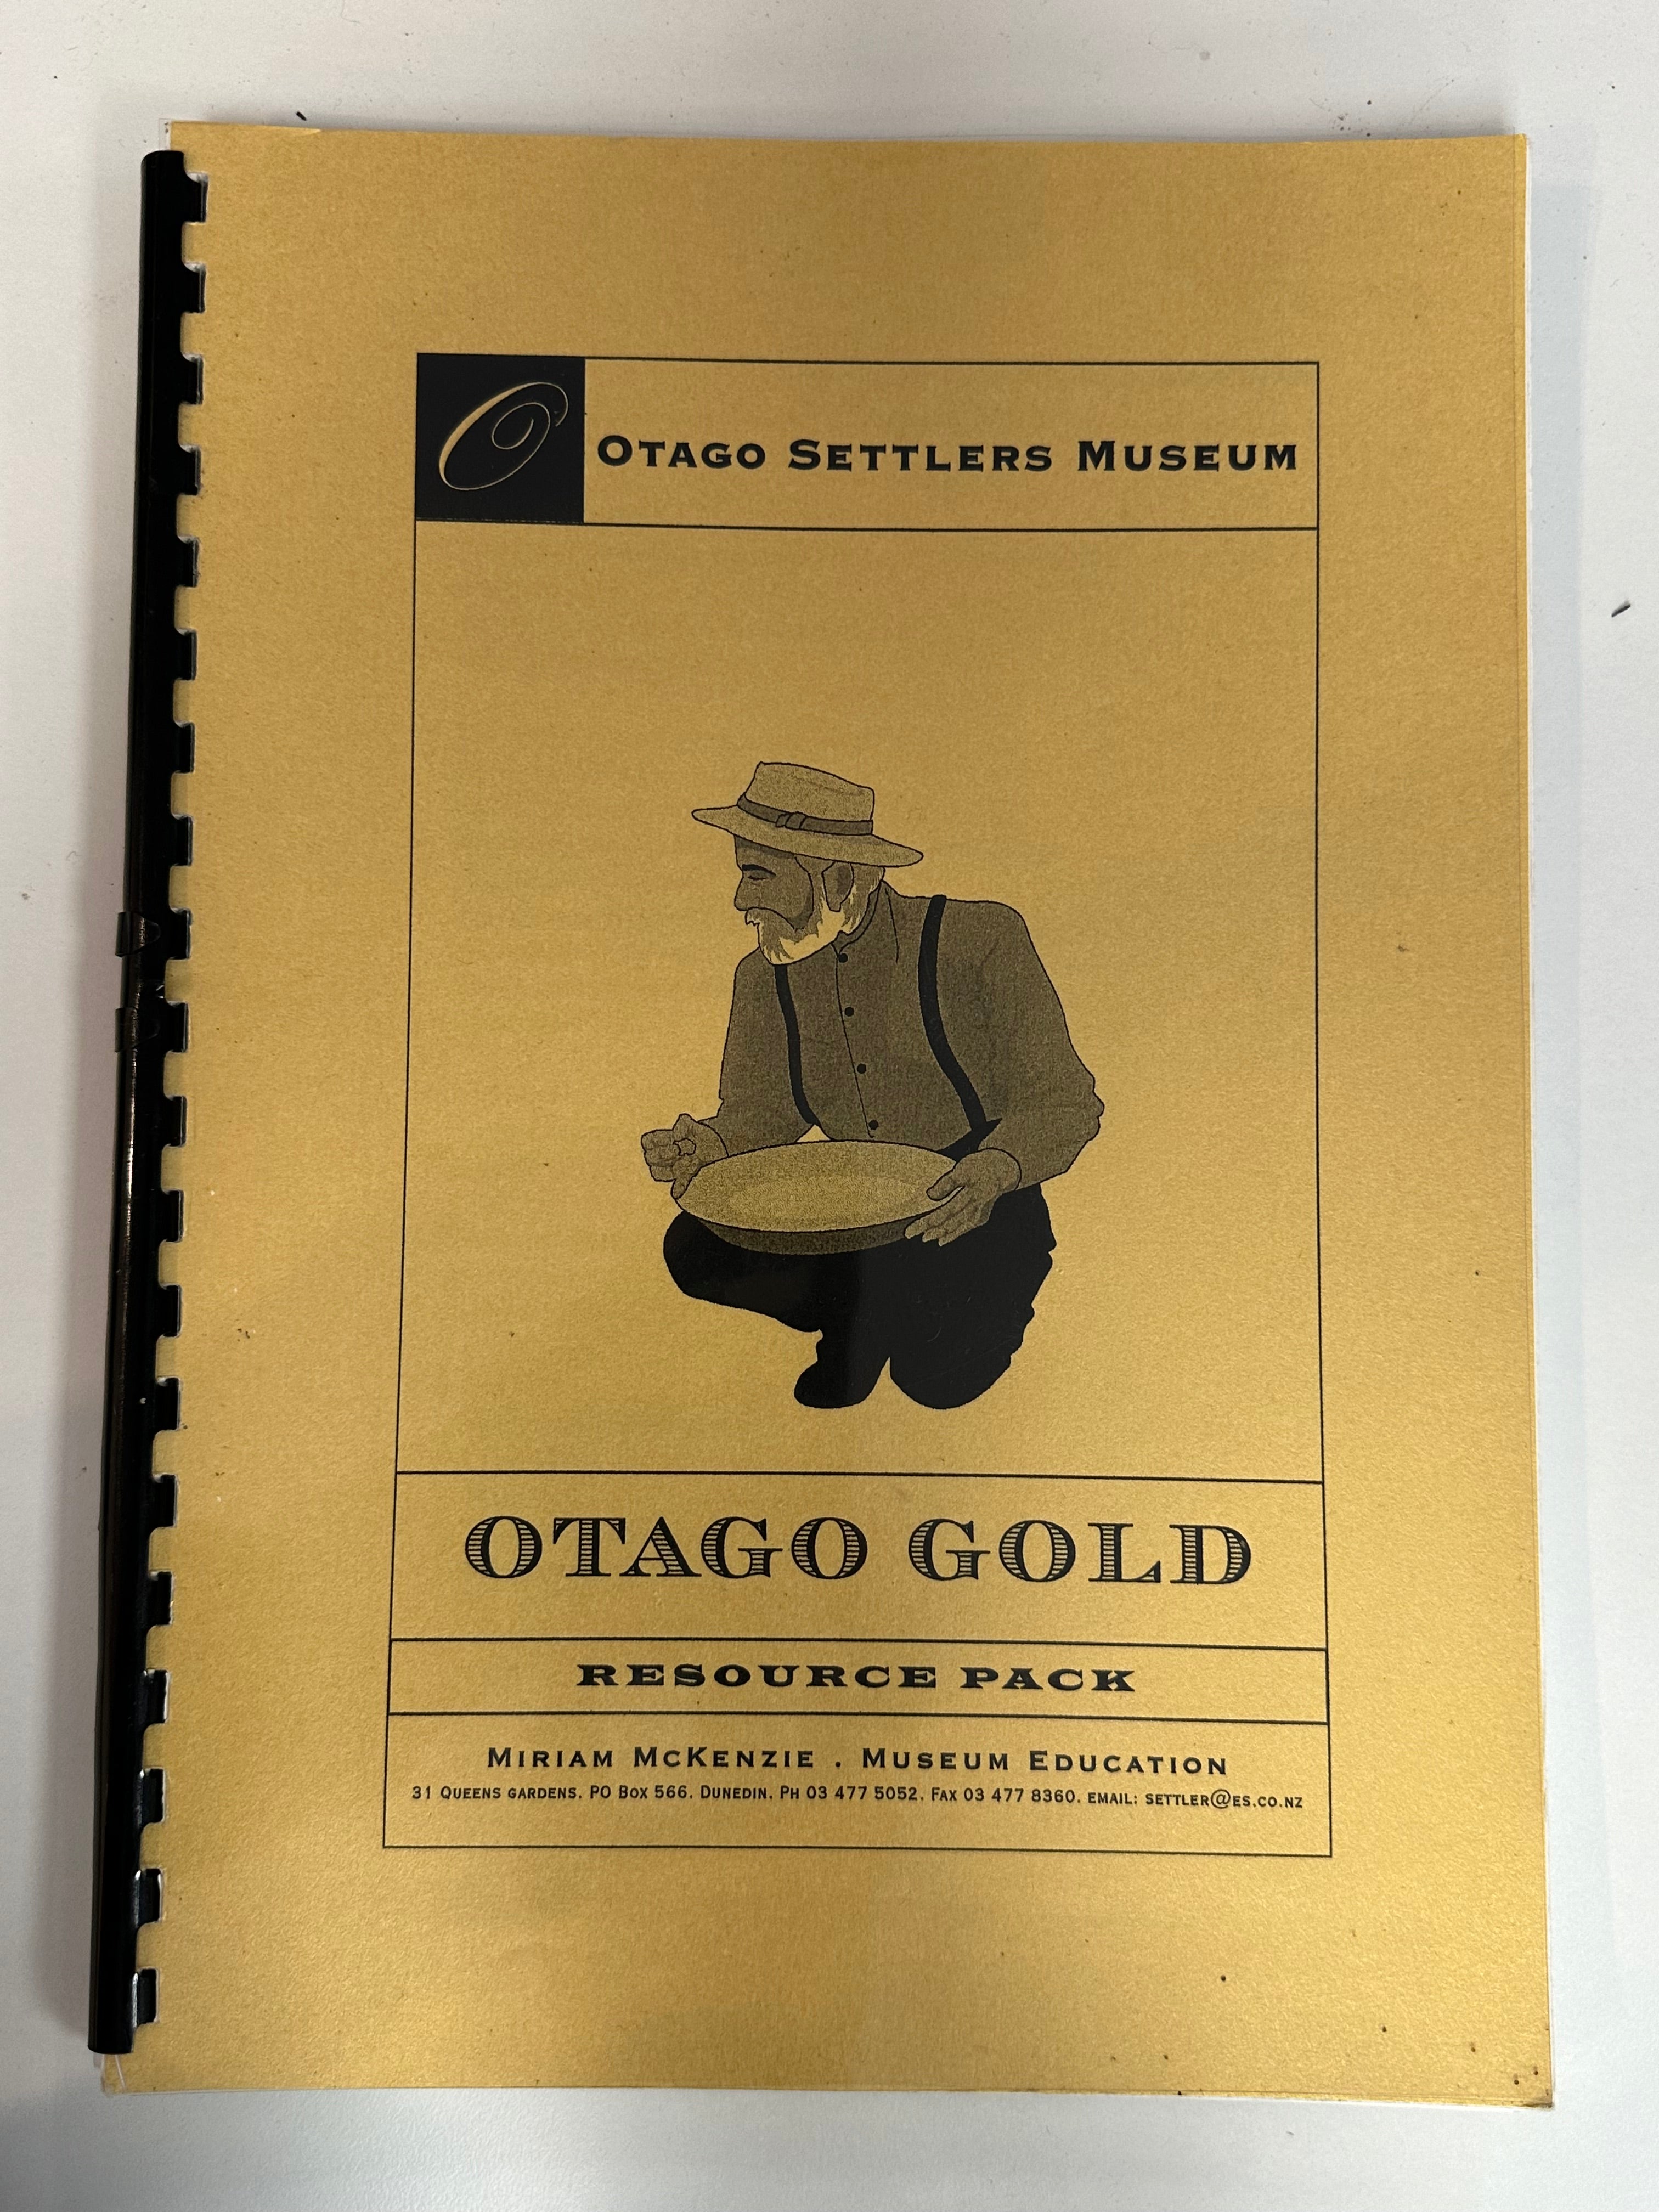 O
OTAGO SETTLERS MUSEUM
OTAGO GOLD
RESOURCE PACK
MIRIAM MCKENZIE . MUSEUM EDUCATION
31 QUEENS GARDENS. PO BOX 566. DUNEDIN. PH 03 477 5052. FAX 03 477 8360. EMAIL: SETTLER@ES.CO.NZ